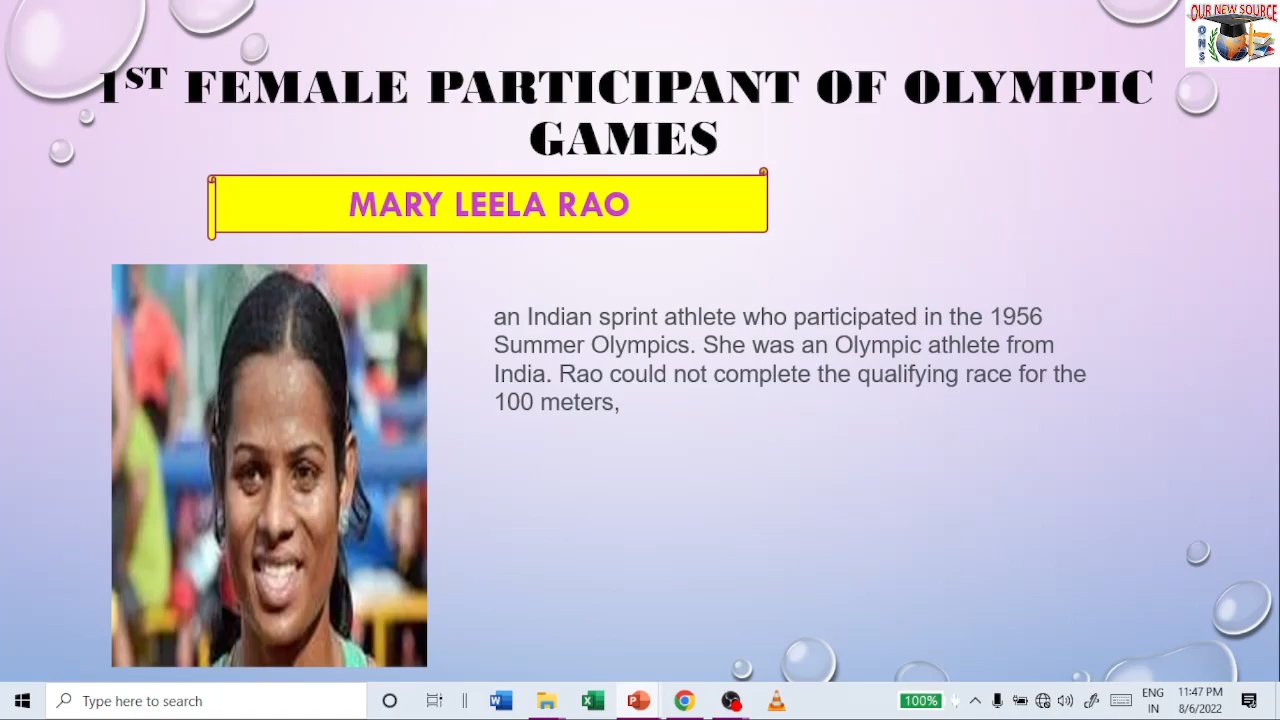 OUR NEW SOURCE
ONS
1ST FEMALE PARTICIPANT OF OLYMPIC
GAMES
MARY LEELA RAO
an Indian sprint athlete who participated in the 1956
Summer Olympics. She was an Olympic athlete from
India. Rao could not complete the qualifying race for the
100 meters,
Type here to search
100%
ENG
IN
11:47 PM
8/6/2022